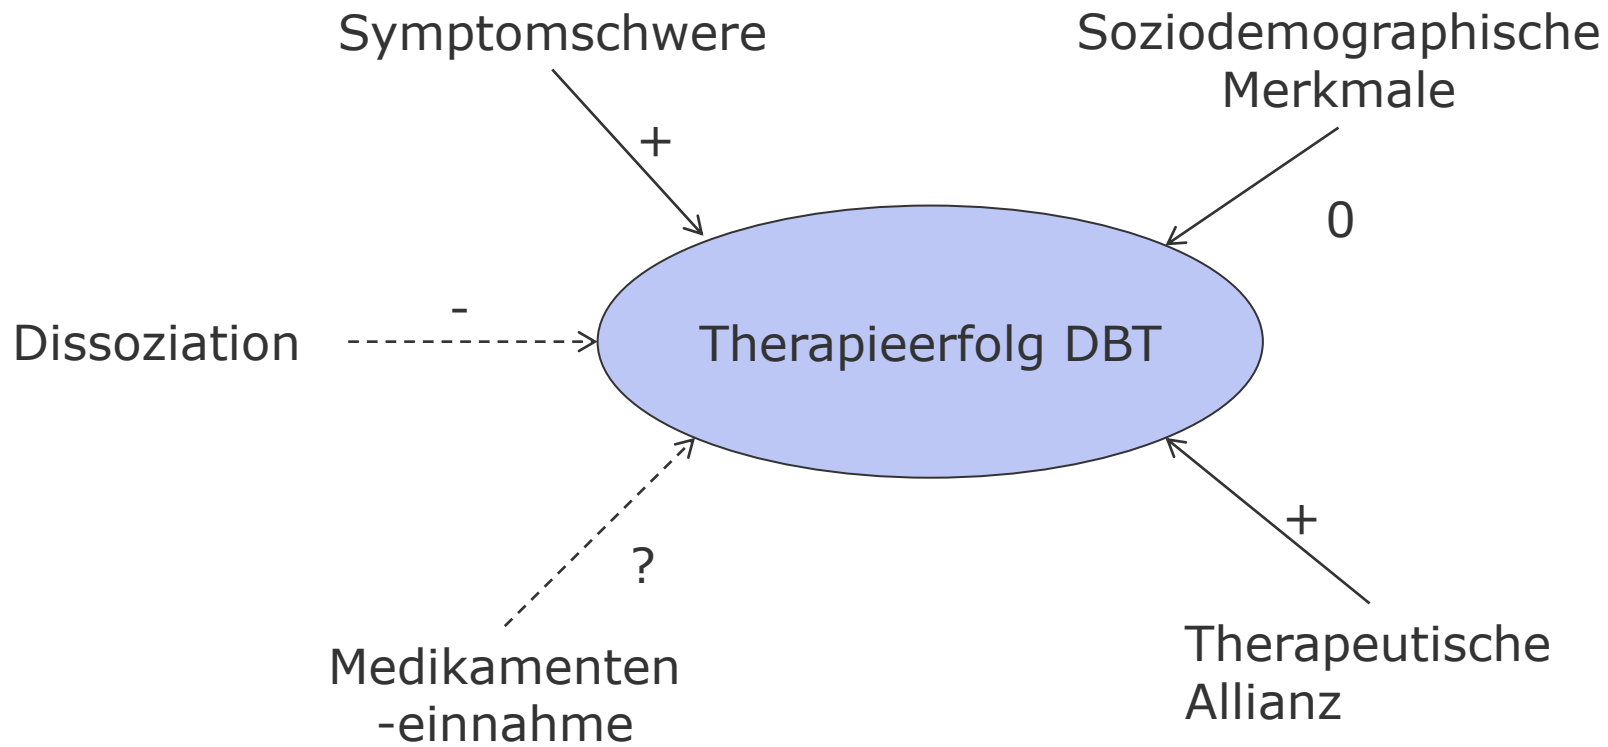 Symptomschwere
Soziodemographische
Merkmale
+
0
-
Dissoziation
Therapieerfolg DBT
?
+
Medikamenten
-einnahme
Therapeutische
Allianz